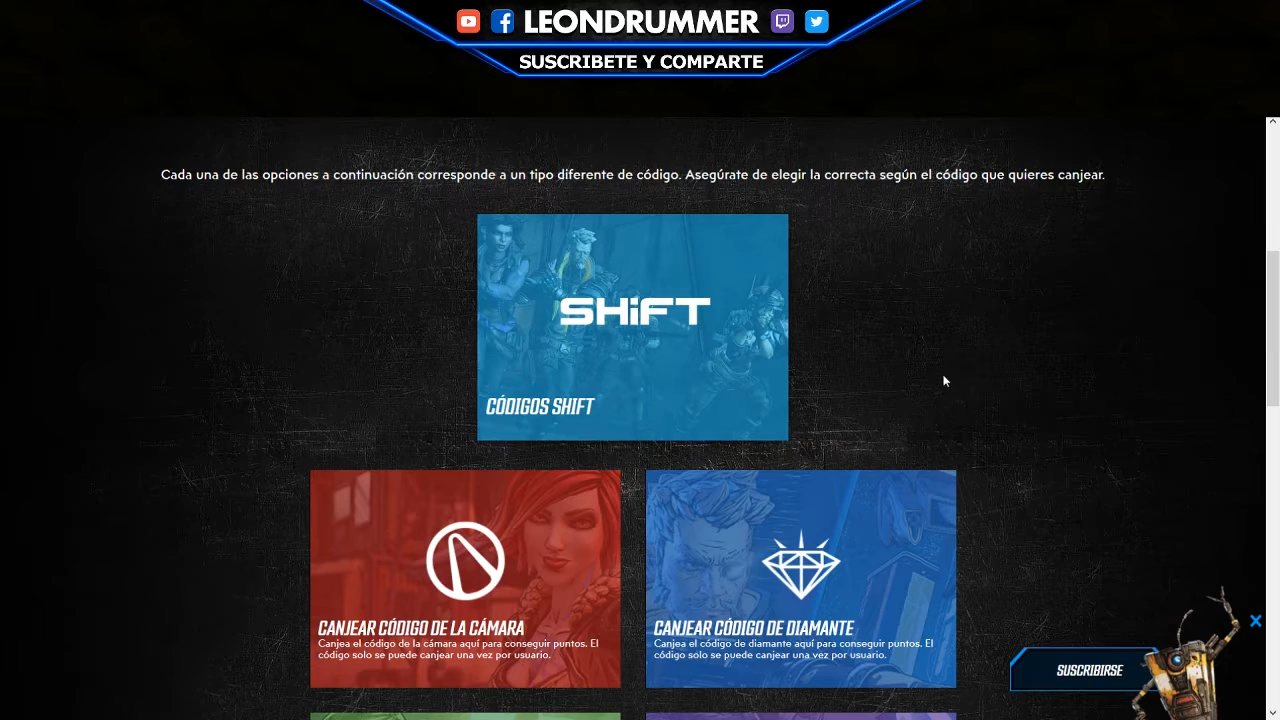 LEONDRUMMER
SUSCRIBETE Y COMPARTE
Cada una de las opciones a continuación corresponde a un tipo diferente de código. Asegúrate de elegir la correcta según el código que quieres canjear.
SHiFT
CÓDIGOS SHIFT
CANJEAR CÓDIGO DE LA CÁMARA
Canjea el código de la cámara aquí para conseguir puntos. El
código solo se puede canjear una vez por usuario.
CANJEAR CÓDIGO DE DIAMANTE
Canjea el código de diamante aquí para conseguir puntos. El
código solo se puede canjear una vez por usuario.
SUSCRIBIRSE